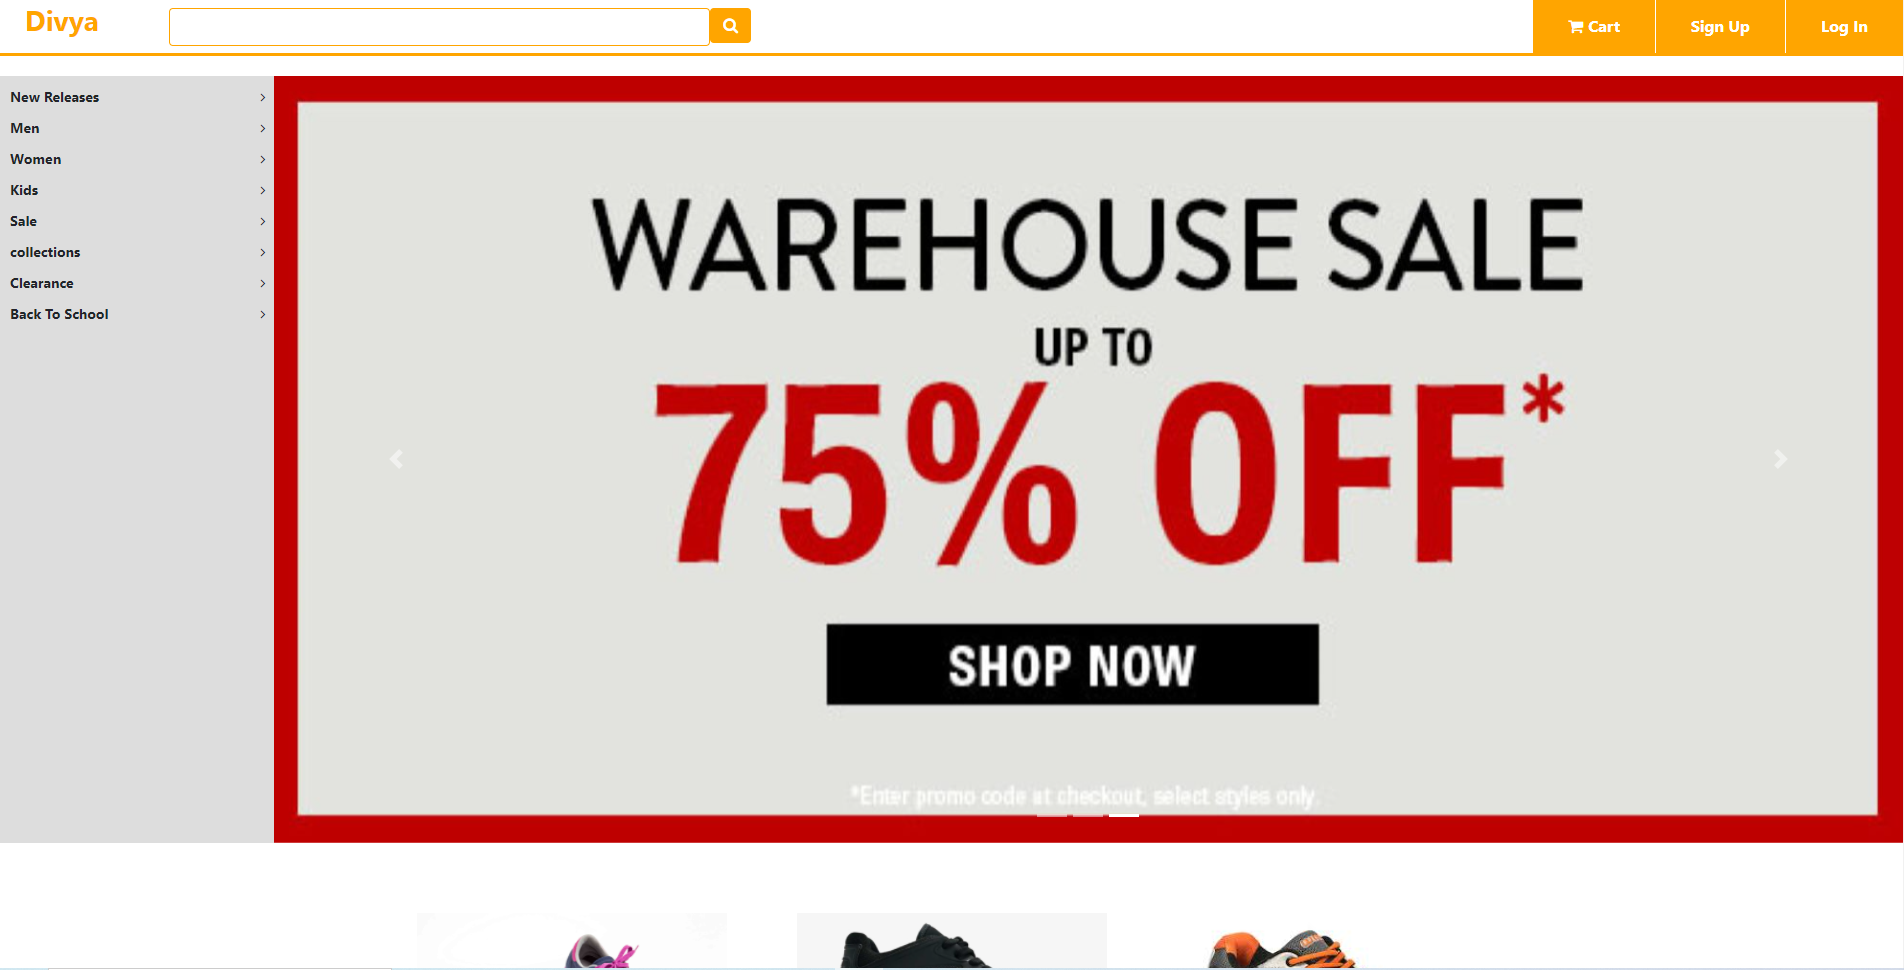 Divya
Cart
Sign Up
Log In
New Releases
Men
Women
Kids
Sale
collections
Clearance
Back To School
WAREHOUSE SALE
UP TO
75% OFF*
SHOP NOW
*Enter promo code at checkout, select styles only.